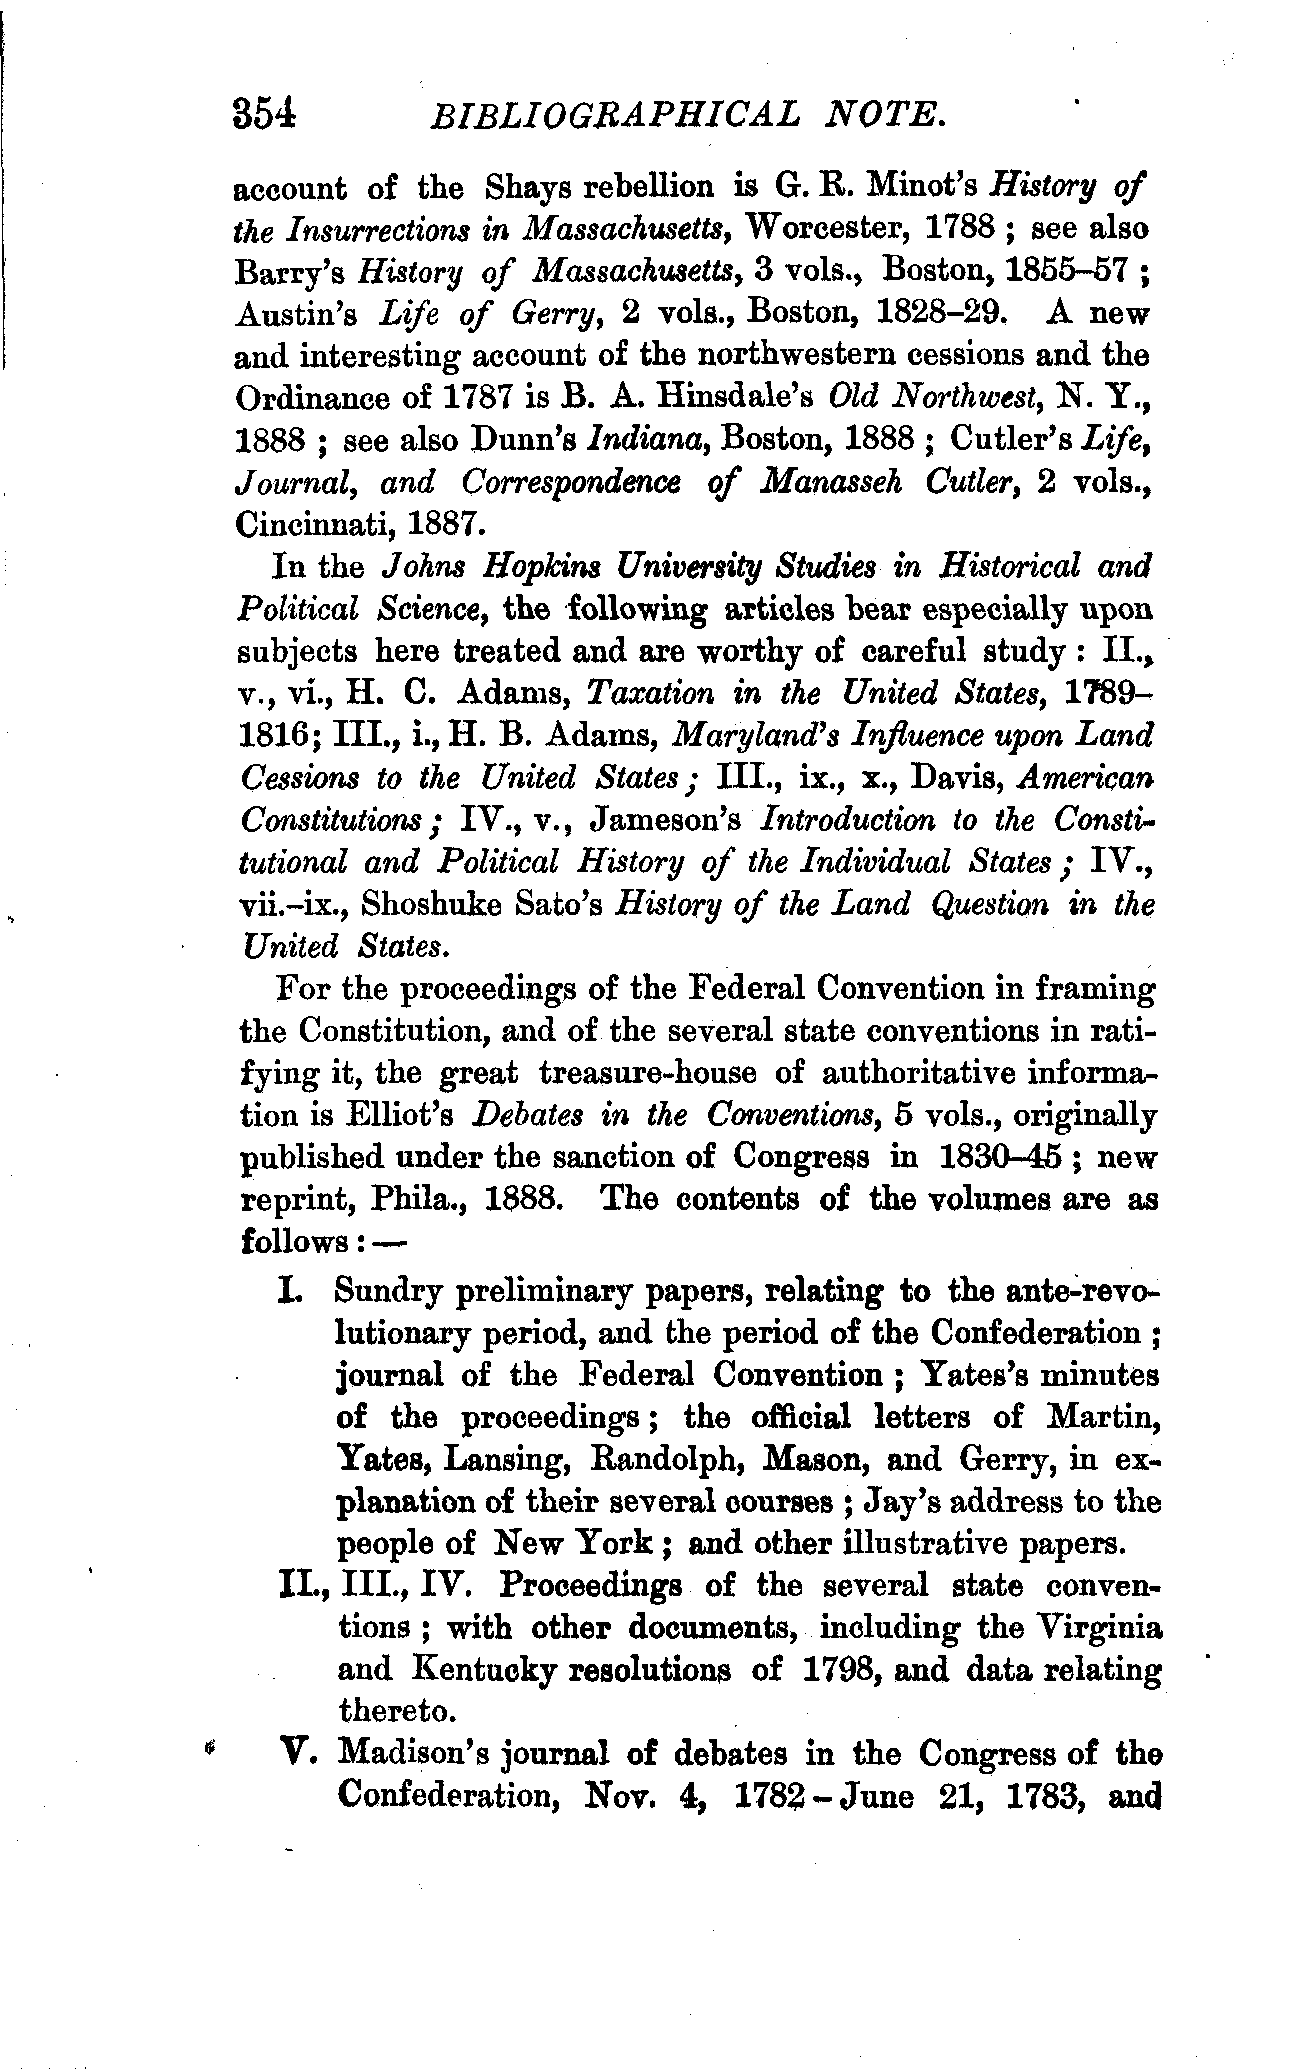 354 BIBLIOGRAPHICAL NOTE.
account of the Shays rebellion is G. R. Minot's History of
the Insurrections in Massachusetts, Worcester, 1788 ; see also
Barry's History of Massachusetts, 3 vols., Boston, 1855–57 ;
Austin's Life of Gerry, 2 vols., Boston, 1828–29. A new
and interesting account of the northwestern cessions and the
Ordinance of 1787 is B. A. Hinsdale's Old Northwest, N. Y.,
1888 ; see also Dunn's Indiana, Boston, 1888 ; Cutler's Life,
Journal, and Correspondence of Manasseh Cutler, 2 vols.,
Cincinnati, 1887.
In the Johns Hopkins University Studies in Historical and
Political Science, the following articles bear especially upon
subjects here treated and are worthy of careful study : II.,
v., vi., H. C. Adams, Taxation in the United States, 1789–
1816; III., i., H. B. Adams, Maryland's Influence upon Land
Cessions to the United States ; III., ix., x., Davis, American
Constitutions ; IV., v., Jameson's Introduction to the Consti-
tutional and Political History of the Individual States ; IV.,
vii.–ix., Shoshuke Sato's History of the Land Question in the
United States.
For the proceedings of the Federal Convention in framing
the Constitution, and of the several state conventions in rati-
fying it, the great treasure-house of authoritative informa-
tion is Elliot's Debates in the Conventions, 5 vols., originally
published under the sanction of Congress in 1830–45 ; new
reprint, Phila., 1888. The contents of the volumes are as
follows : —
I. Sundry preliminary papers, relating to the ante-revo-
lutionary period, and the period of the Confederation ;
journal of the Federal Convention ; Yates's minutes
of the proceedings ; the official letters of Martin,
Yates, Lansing, Randolph, Mason, and Gerry, in ex-
planation of their several courses ; Jay's address to the
people of New York ; and other illustrative papers.
II., III., IV. Proceedings of the several state conven-
tions ; with other documents, including the Virginia
and Kentucky resolutions of 1798, and data relating
thereto.
V. Madison's journal of debates in the Congress of the
Confederation, Nov. 4, 1782 – June 21, 1783, and